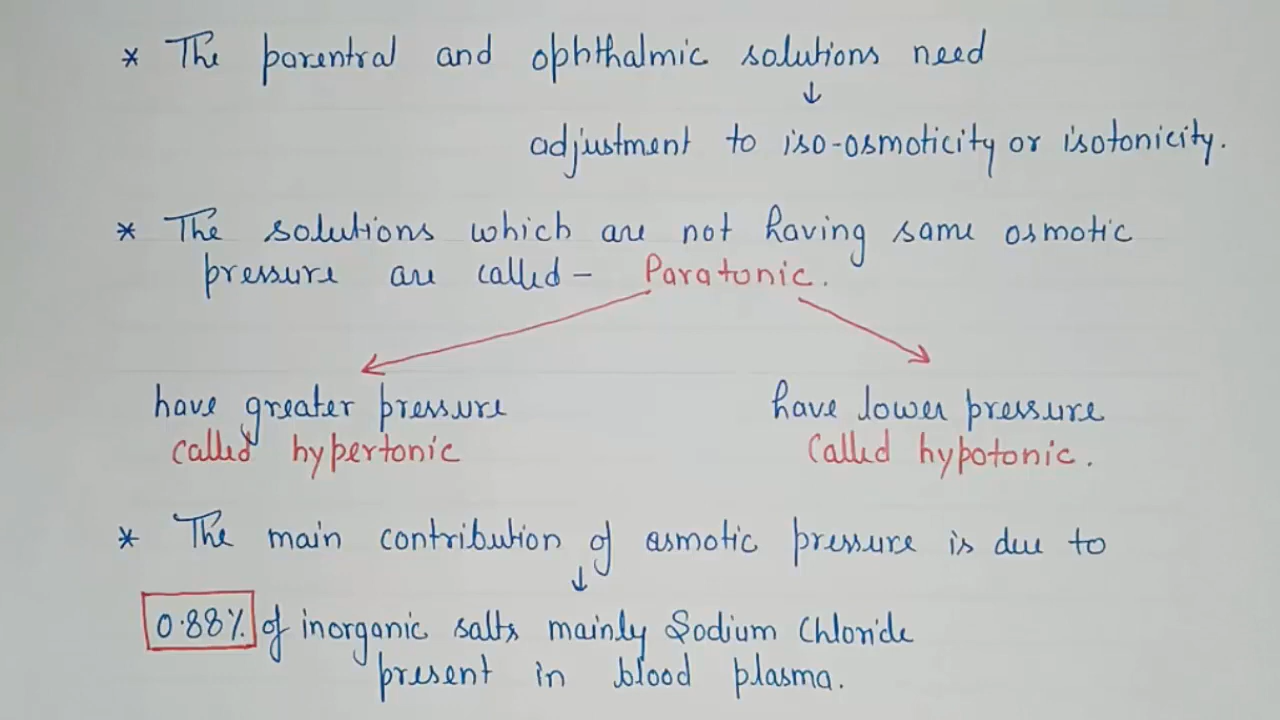 * The parentral and ophthalmic solutions need
↓
adjustment to iso-osmoticity or isotonicity.
* The solutions which are not having same osmotic
pressure are called - Paratonic.
have greater pressure
called hypertonic
have lower pressure
called hypotonic.
* The main contribution of osmotic pressure is due to
↓
0.88% of inorganic salts mainly Sodium Chloride
present in blood plasma.